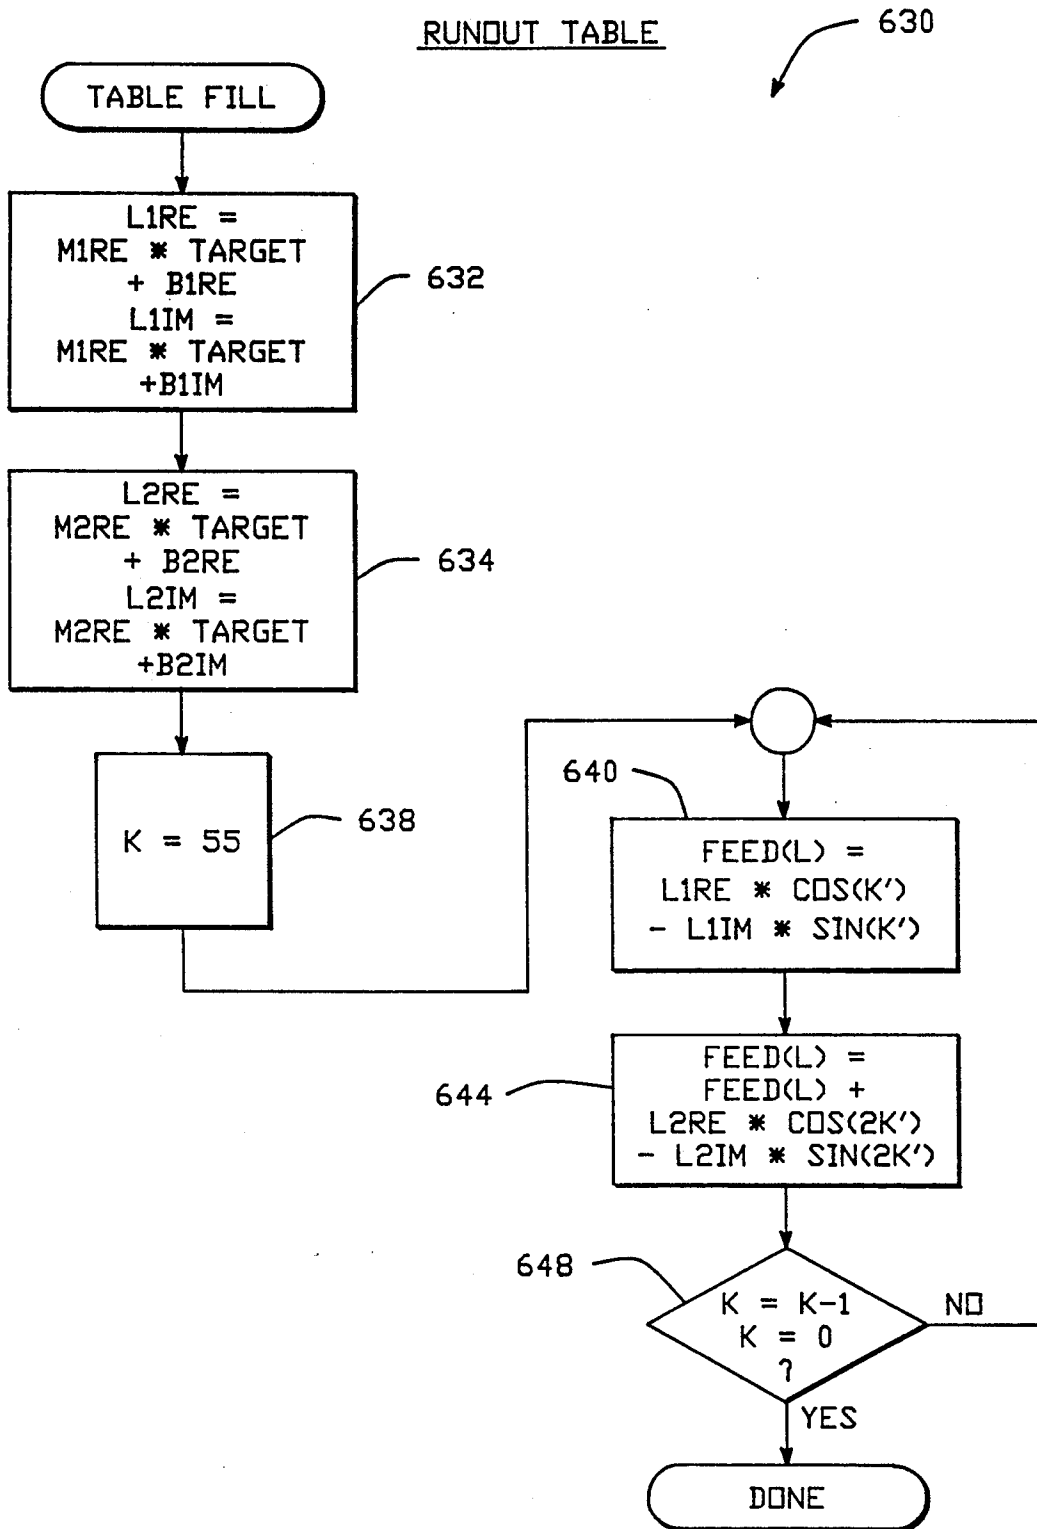 RUNOUT TABLE
630
TABLE FILL
L1RE =
M1RE * TARGET
+ B1RE
L1IM =
M1RE * TARGET
+B1IM
632
L2RE =
M2RE * TARGET
+ B2RE
L2IM =
M2RE * TARGET
+B2IM
634
K = 55
638
640
FEED(L) =
L1RE * COS(K')
- L1IM * SIN(K')
FEED(L) =
FEED(L) +
L2RE * COS(2K')
- L2IM * SIN(2K')
644
648
K = K-1
K = 0
?
NO
YES
DONE